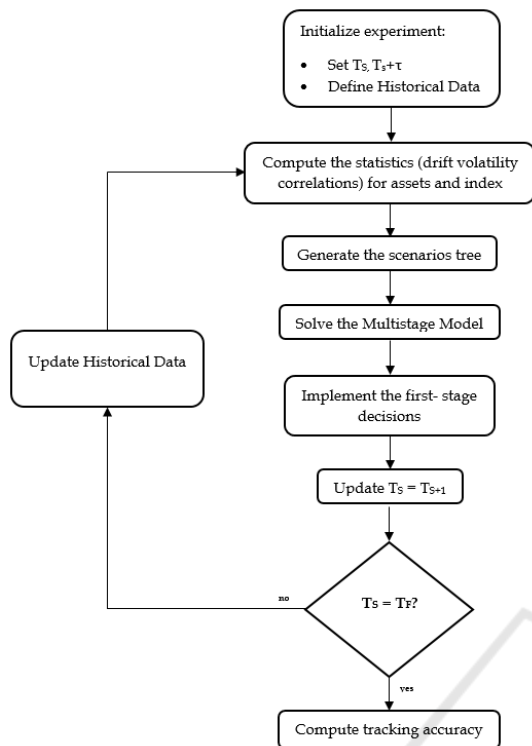 Initialize experiment:
• Set Ts, Ts+τ
• Define Historical Data
Compute the statistics (drift volatility
correlations) for assets and index
Generate the scenarios tree
Solve the Multistage Model
Update Historical Data
Implement the first- stage
decisions
Update TS = TS+1
no
TS = TF?
yes
Compute tracking accuracy